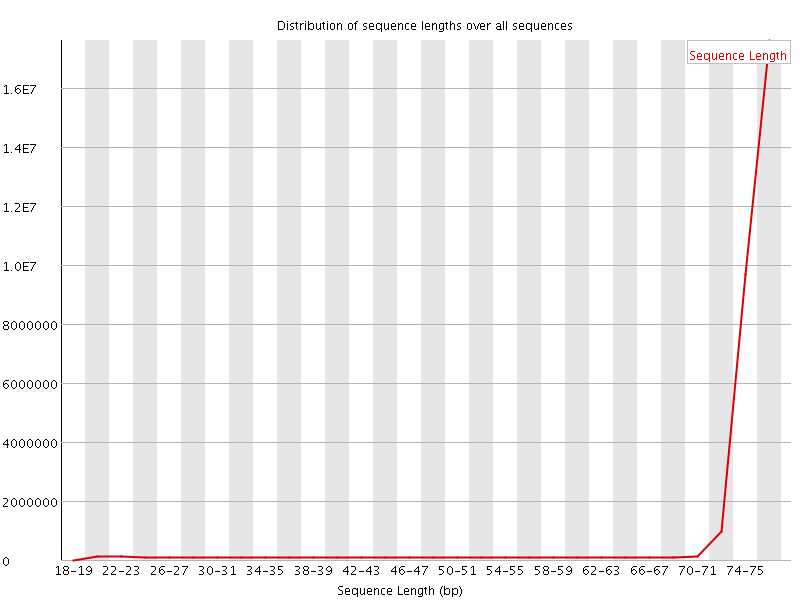 Distribution of sequence lengths over all sequences
Sequence Length
1.6E7
1.4E7
1.2E7
1.0E7
8000000
6000000
4000000
2000000
0
18-19 22-23 26-27 30-31 34-35 38-39 42-43 46-47 50-51 54-55 58-59 62-63 66-67 70-71 74-75
Sequence Length (bp)